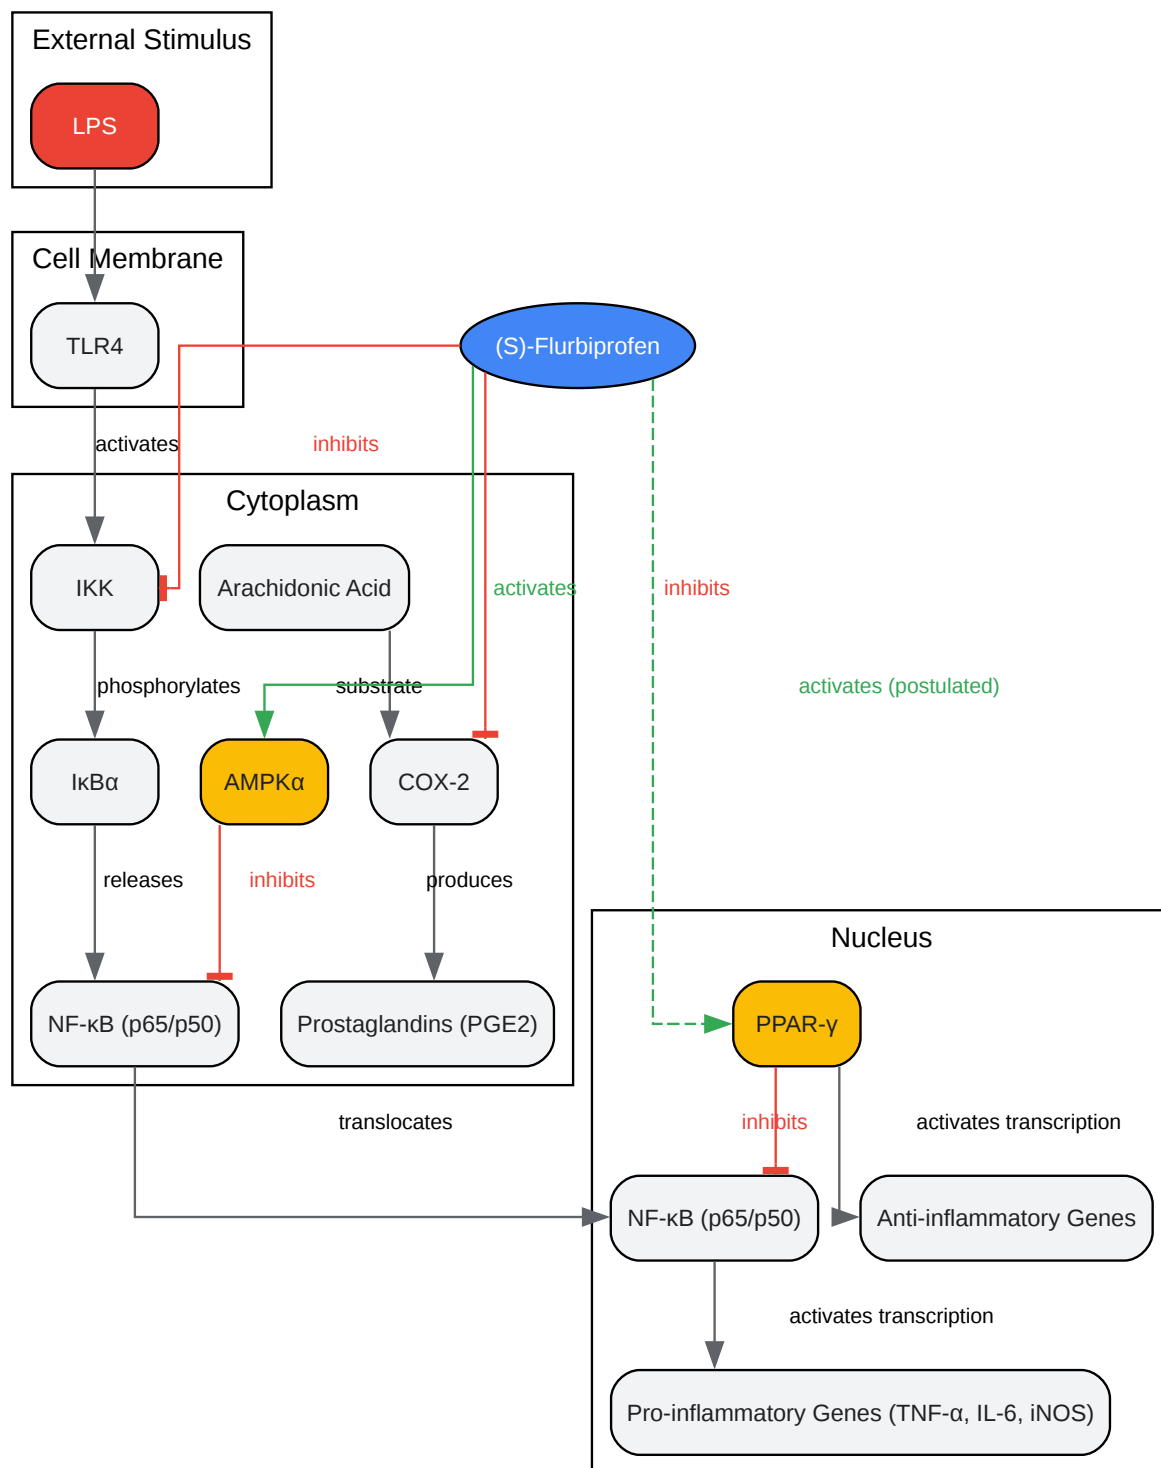 External Stimulus
LPS
Cell Membrane
TLR4
(S)-Flurbiprofen
activates
inhibits
Cytoplasm
IKK
Arachidonic Acid
activates
inhibits
phosphorylates
substrate
activates (postulated)
IκBα
AMPKα
COX-2
releases
inhibits
produces
Nucleus
NF-κB (p65/p50)
Prostaglandins (PGE2)
PPAR-γ
translocates
inhibits
activates transcription
NF-κB (p65/p50)
Anti-inflammatory Genes
activates transcription
Pro-inflammatory Genes (TNF-α, IL-6, iNOS)